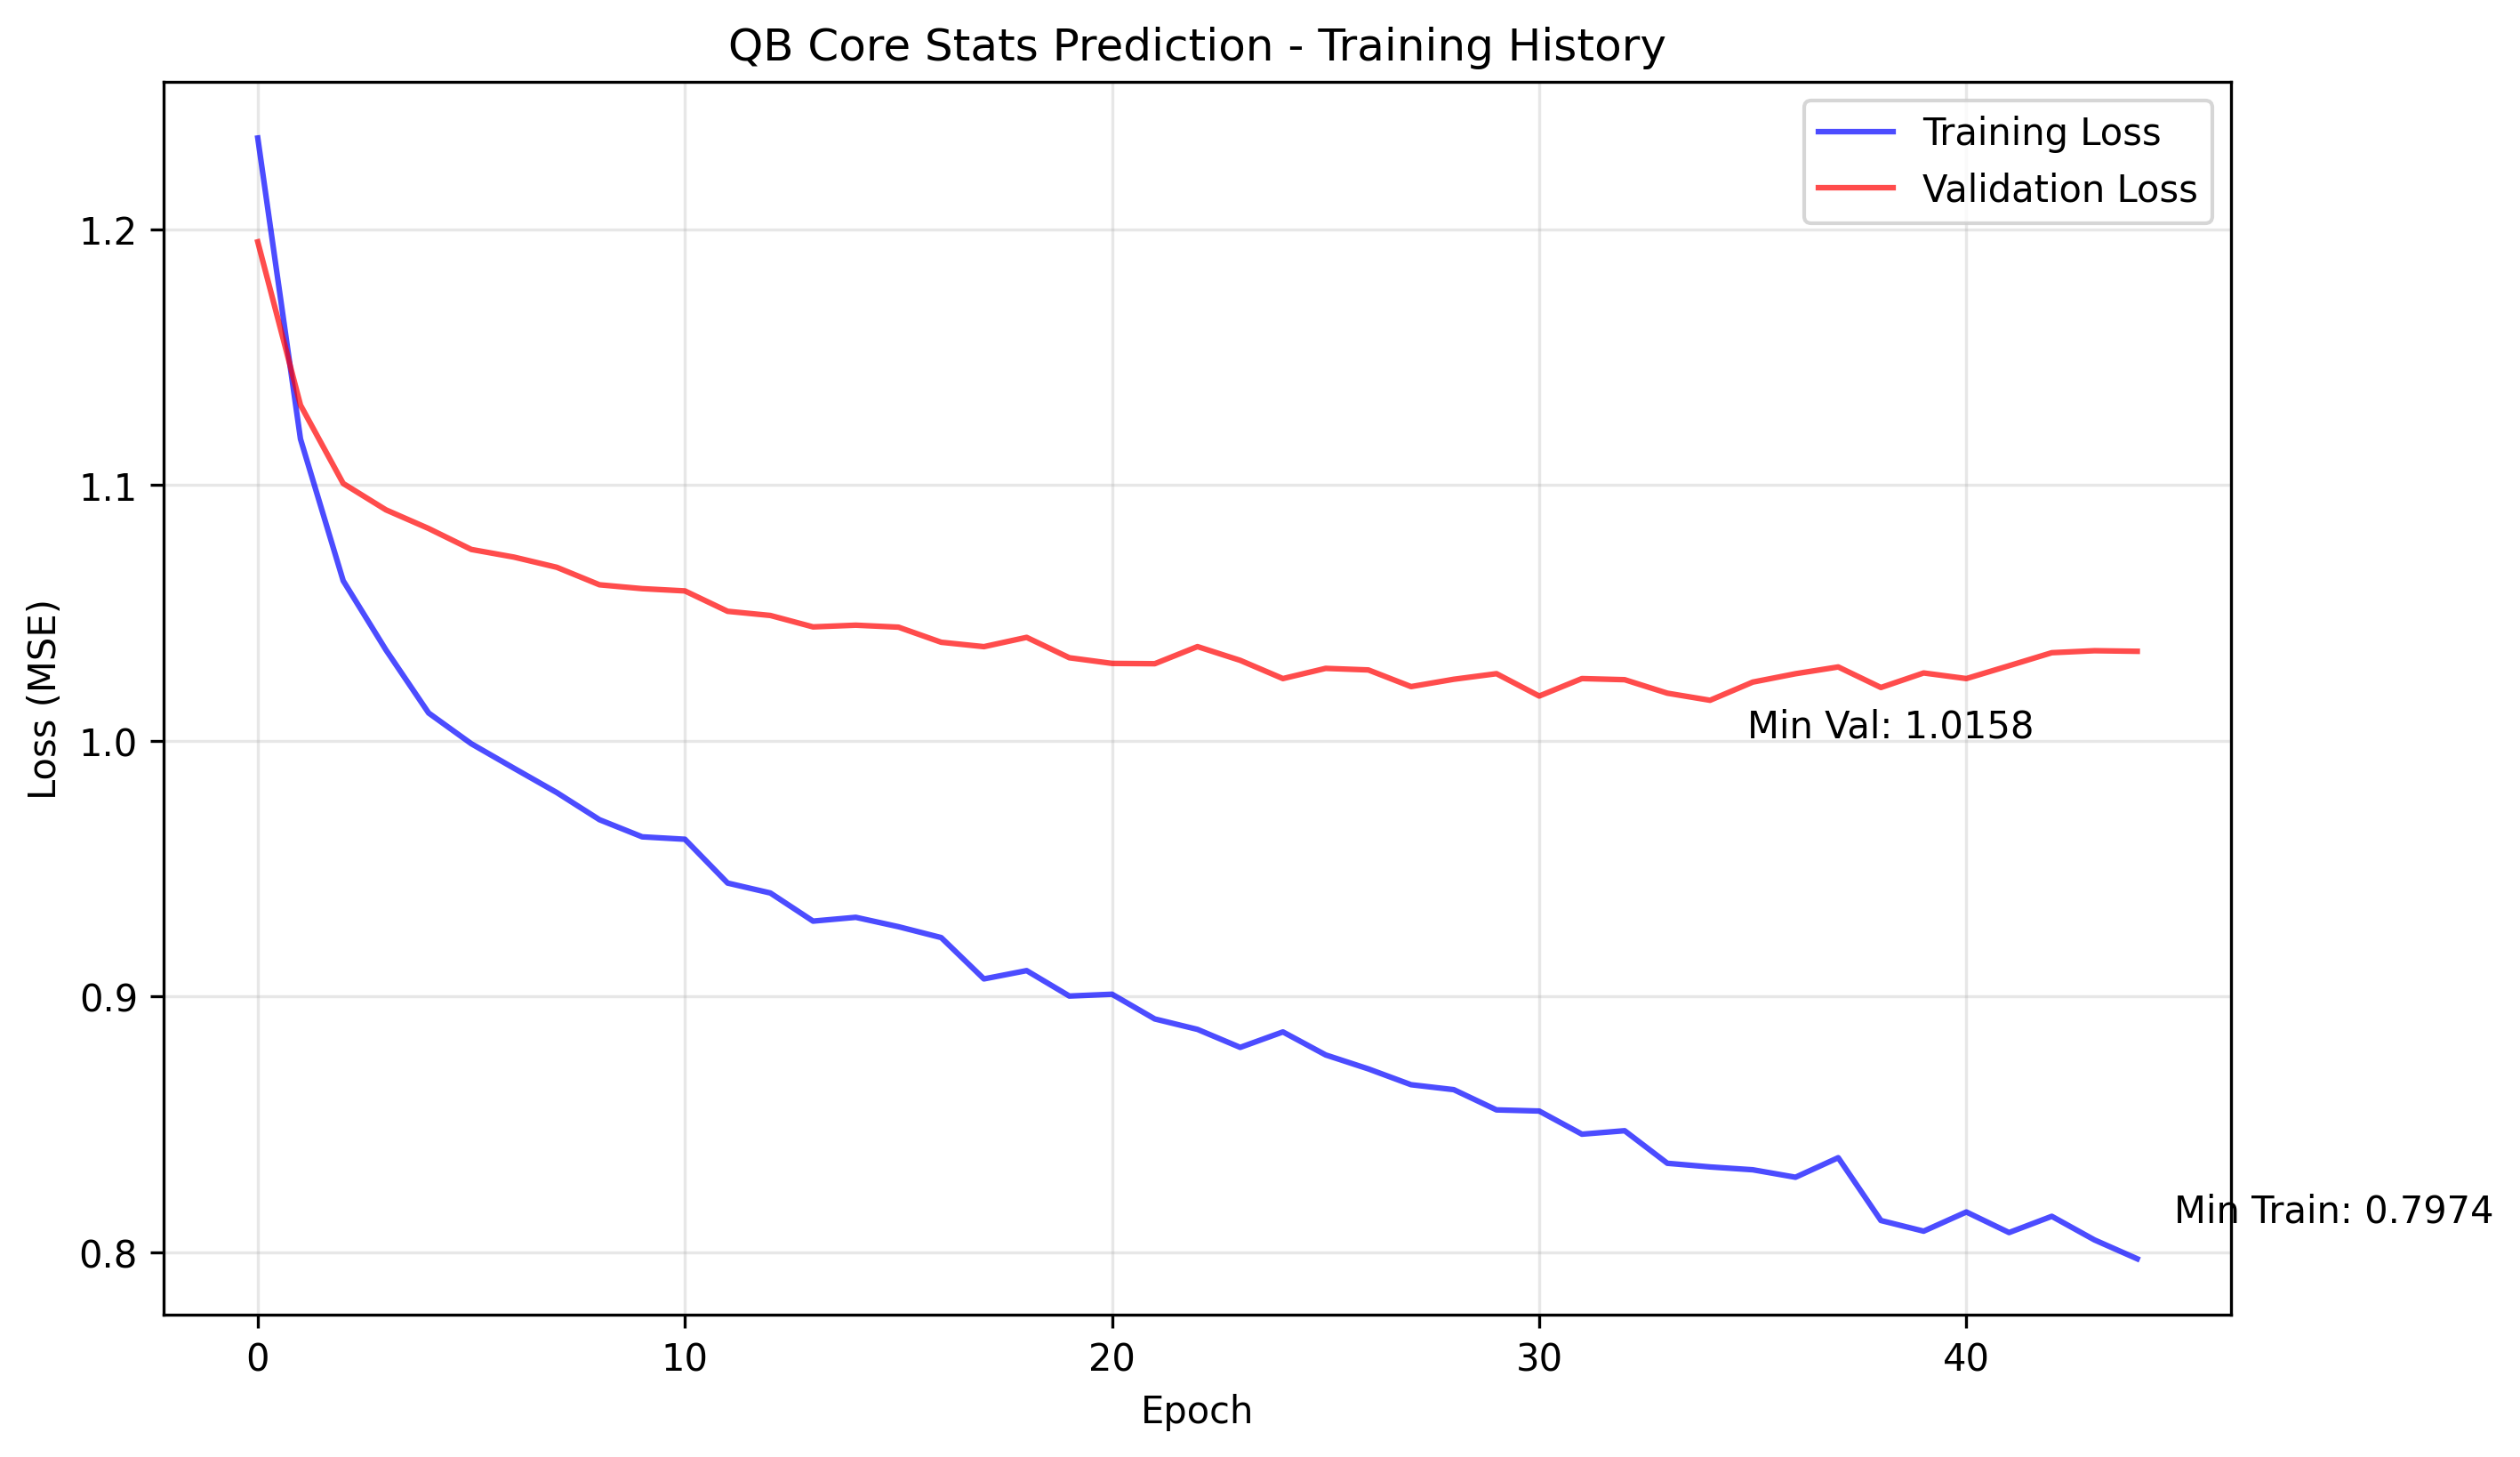 QB Core Stats Prediction - Training History
Training Loss
Validation Loss
1.2
1.1
1.0
0.9
0.8
Loss (MSE)
Min Val: 1.0158
Min Train: 0.7974
0
10
20
30
40
Epoch